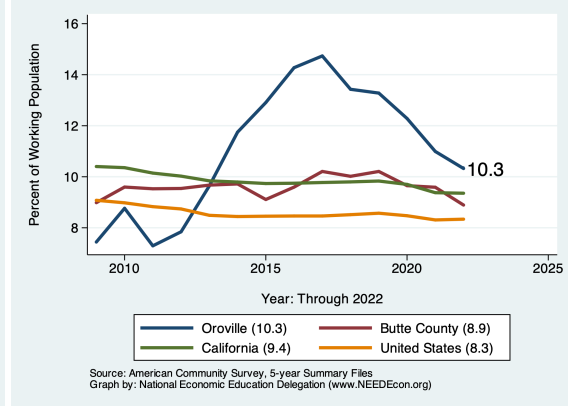 Percent of Working Population
16
14
12
10
8
10.3
2010
2015
2020
2025
Year: Through 2022
Oroville (10.3)
Butte County (8.9)
California (9.4)
United States (8.3)
Source: American Community Survey, 5-year Summary Files
Graph by: National Economic Education Delegation (www.NEEDEcon.org)